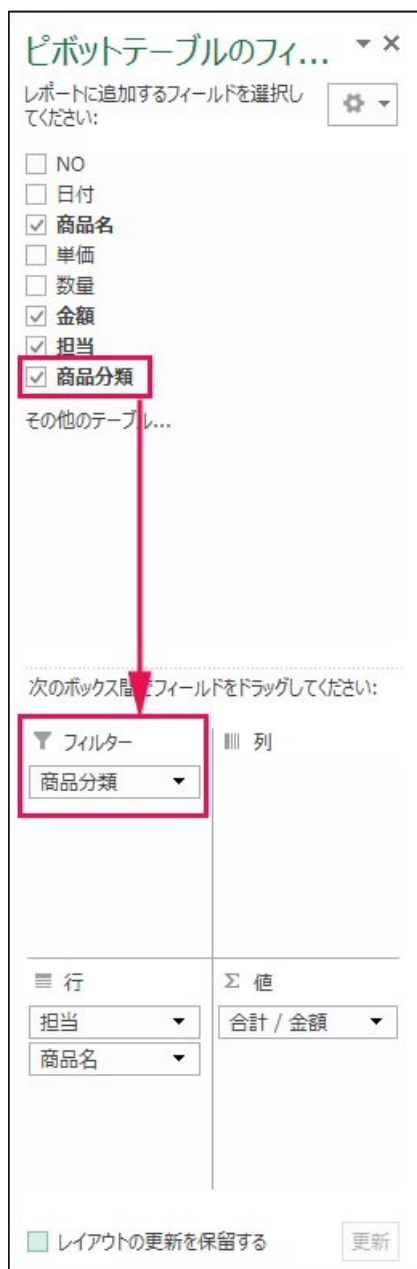 ピボットテーブルのフィ...
レポートに追加するフィールドを選択し
てください:
NO
日付
商品名
単価
数量
金額
担当
商品分類
その他のテーブル...
次のボックス間でフィールドをドラッグしてください:
フィルター
商品分類
列
行
担当
商品名
Σ 値
合計 / 金額
レイアウトの更新を保留する
更新